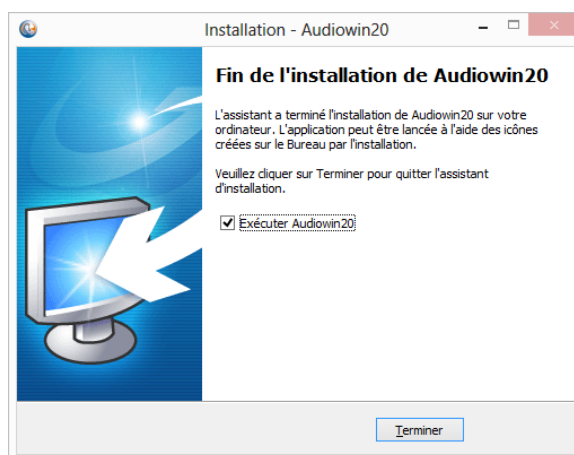 Installation - Audiowin20
Fin de l'installation de Audiowin20
L'assistant a terminé l'installation de Audiowin20 sur votre
ordinateur. L'application peut être lancée à l'aide des icônes
créées sur le Bureau par l'installation.
Veuillez cliquer sur Terminer pour quitter l'assistant
d'installation.
Exécuter Audiowin20
Terminer